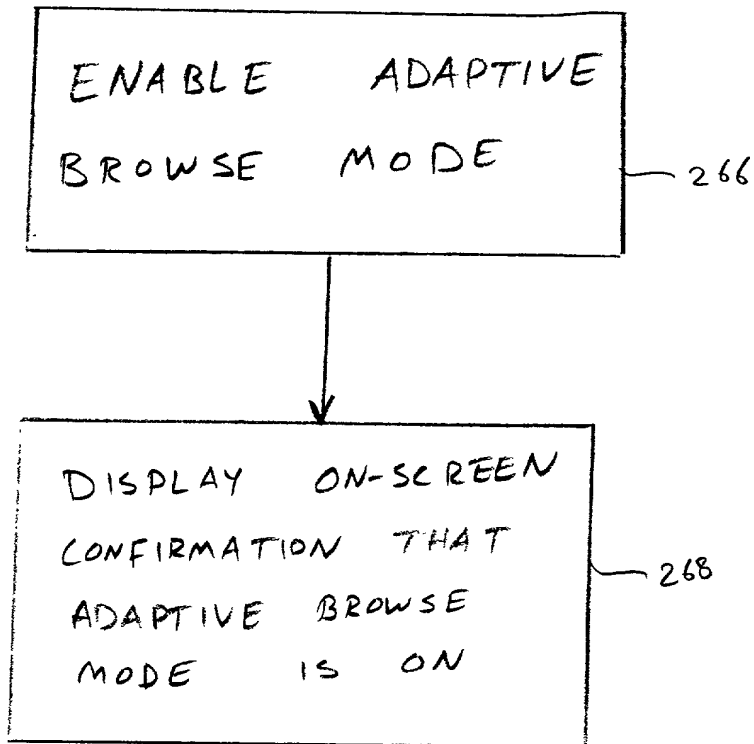 ENABLE ADAPTIVE
BROWSE MODE
266
DISPLAY ON-SCREEN
CONFIRMATION THAT
ADAPTIVE BROWSE
MODE IS ON
268